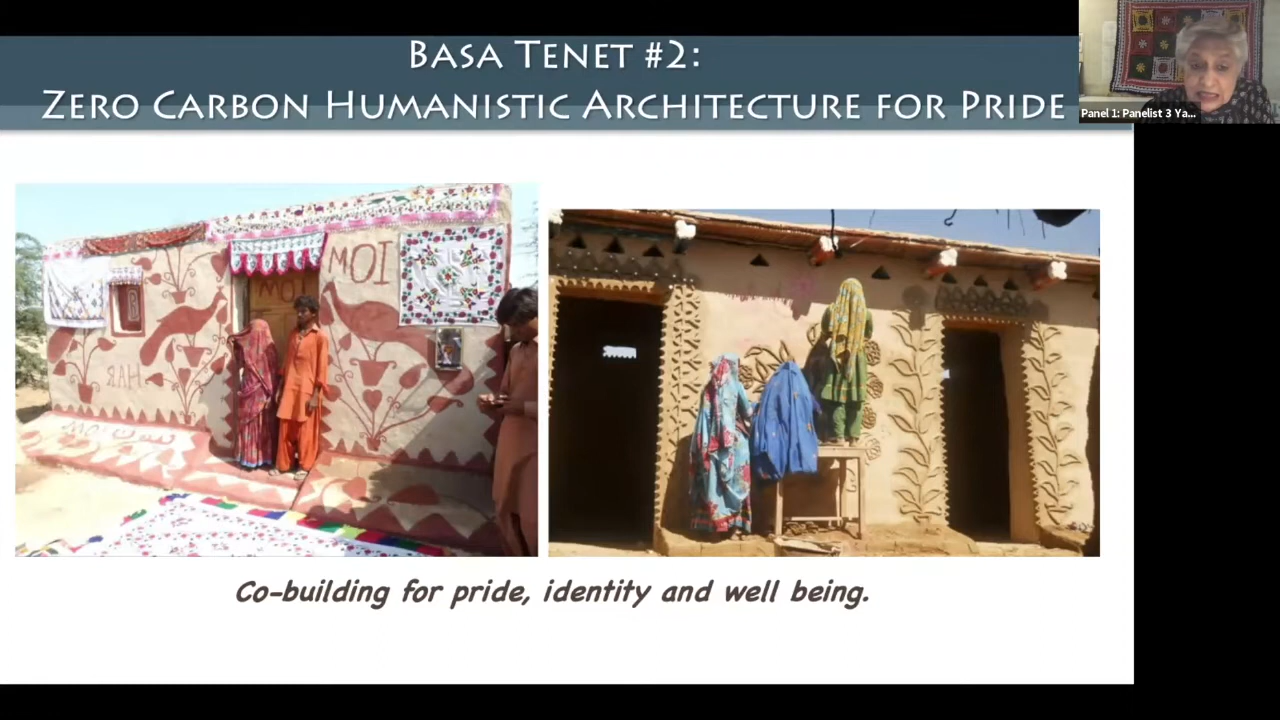 BASA TENET #2:
ZERO CARBON HUMANISTIC ARCHITECTURE FOR PRIDE
Panel 1: Panelist 3 Ya...
MOI
MOI
HAR
MOI
Co-building for pride, identity and well being.